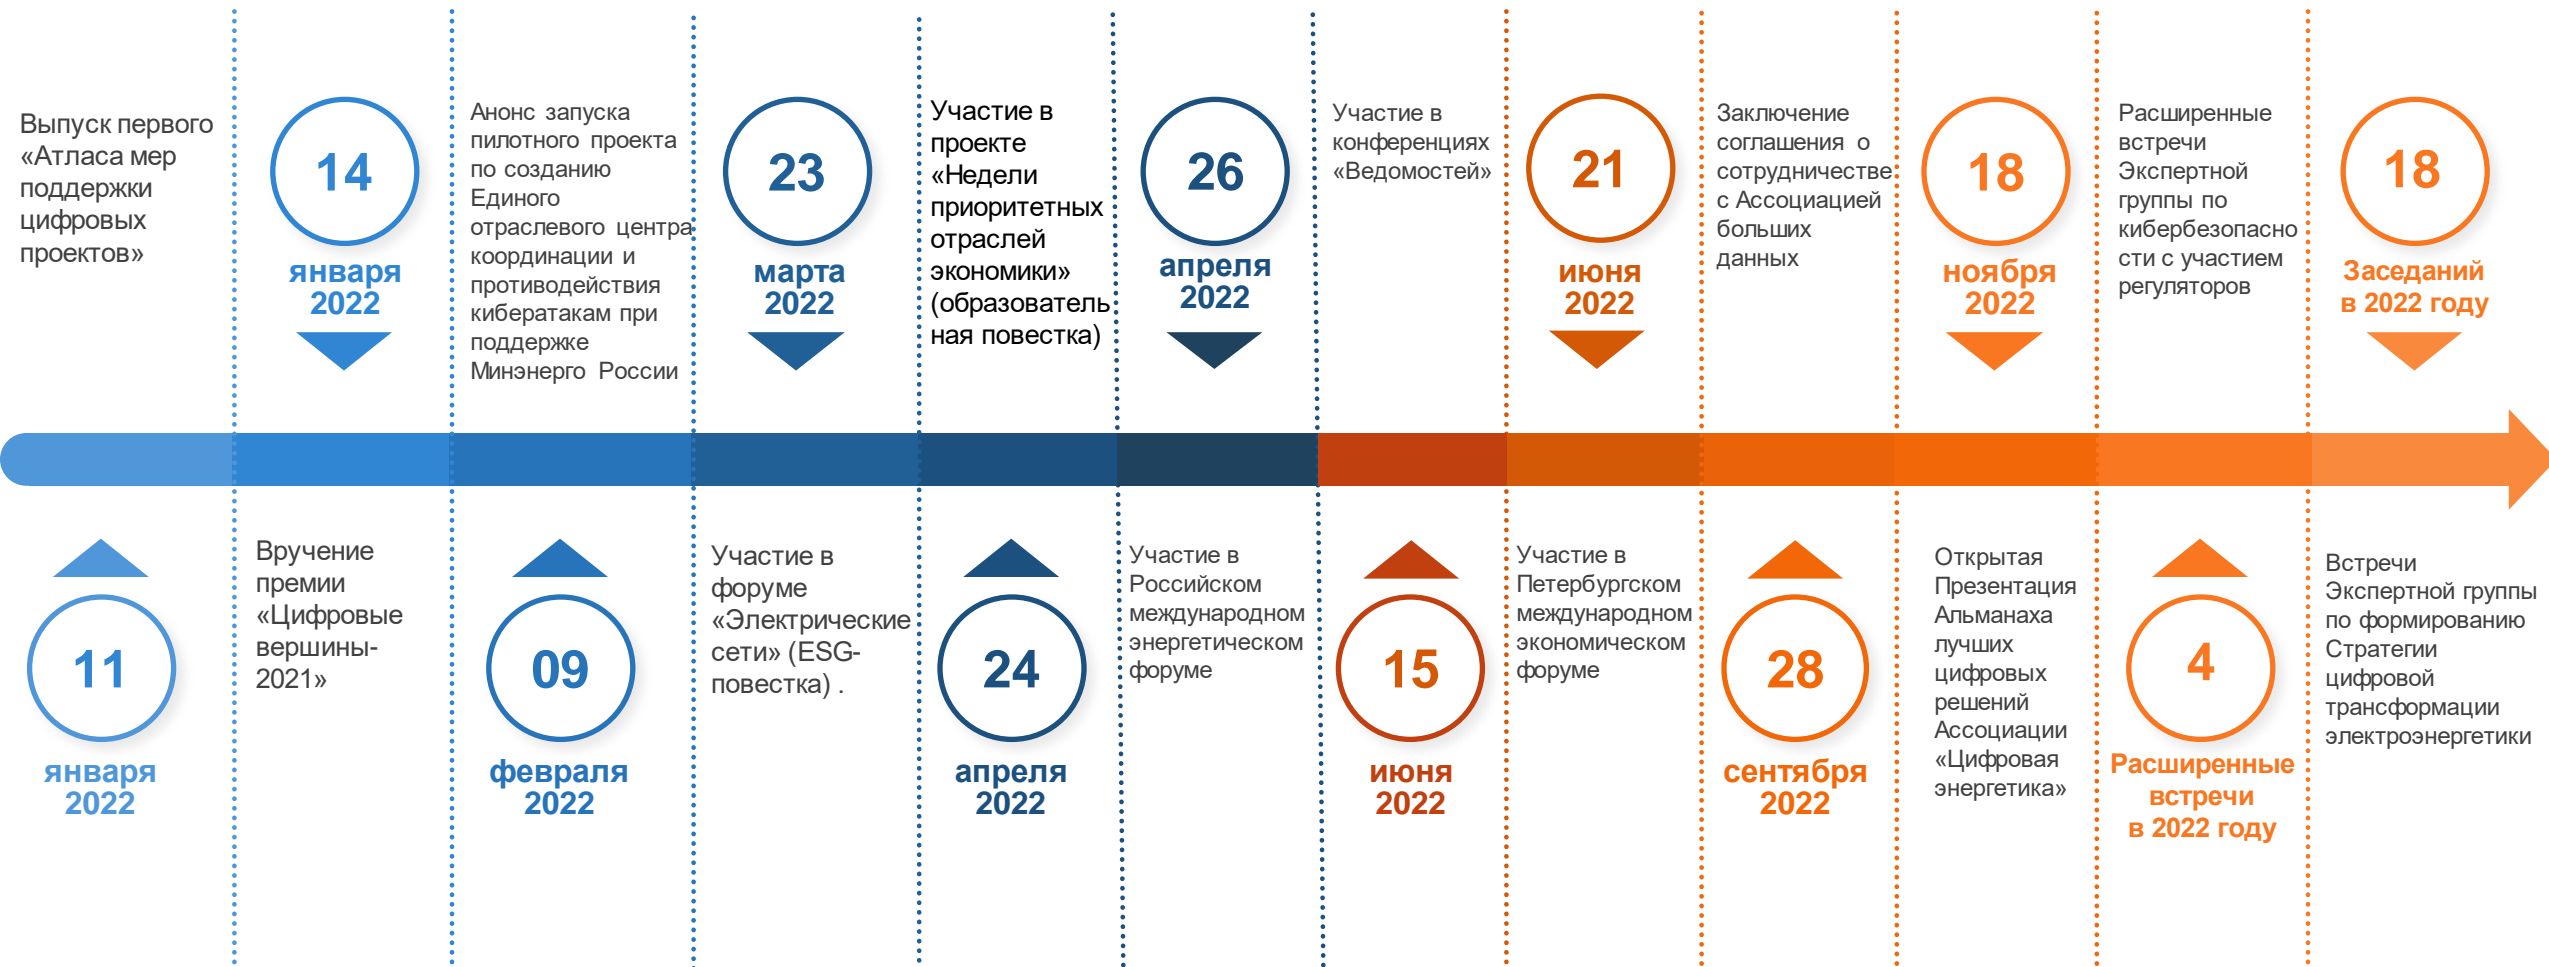 Выпуск первого
«Атласа мер
поддержки
цифровых
проектов»
11
января
2022
14
января
2022
Вручение
премии
«Цифровые
вершины-
2021»
Анонс запуска
пилотного проекта
по созданию
Единого
отраслевого центра
координации и
противодействия
кибератакам при
поддержке
Минэнерго России
09
февраля
2022
23
марта
2022
Участие в
форуме
«Электрические
сети» (ESG-
повестка) .
Участие в
проекте
«Недели
приоритетных
отраслей
экономики»
(образователь
ная повестка)
24
апреля
2022
26
апреля
2022
Участие в
Российском
международном
энергетическом
форуме
Участие в
конференциях
«Ведомостей»
15
июня
2022
21
июня
2022
Участие в
Петербургском
международном
экономическом
форуме
Заключение
соглашения о
сотрудничестве
с Ассоциацией
больших
данных
28
сентября
2022
18
ноября
2022
Открытая
Презентация
Альманаха
лучших
цифровых
решений
Ассоциации
«Цифровая
энергетика»
Расширенные
встречи
Экспертной
группы по
кибербезопасно
сти с участием
регуляторов
4
Расширенные
встречи
в 2022 году
18
Заседаний
в 2022 году
Встречи
Экспертной группы
по формированию
Стратегии
цифровой
трансформации
электроэнергетики